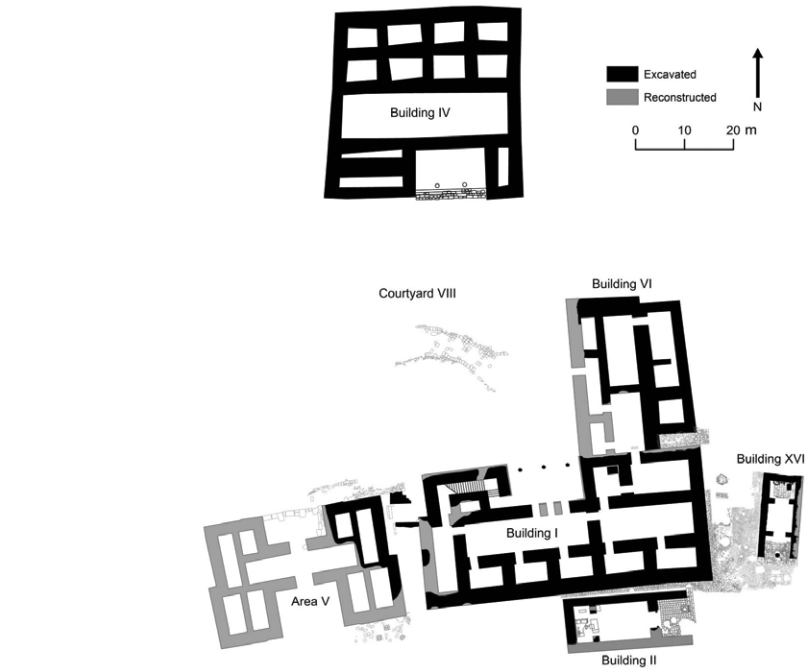 Building IV
Excavated
Reconstructed
N
0 10 20 m
Building VI
Courtyard VIII
Building XVI
Building I
Area V
Building II